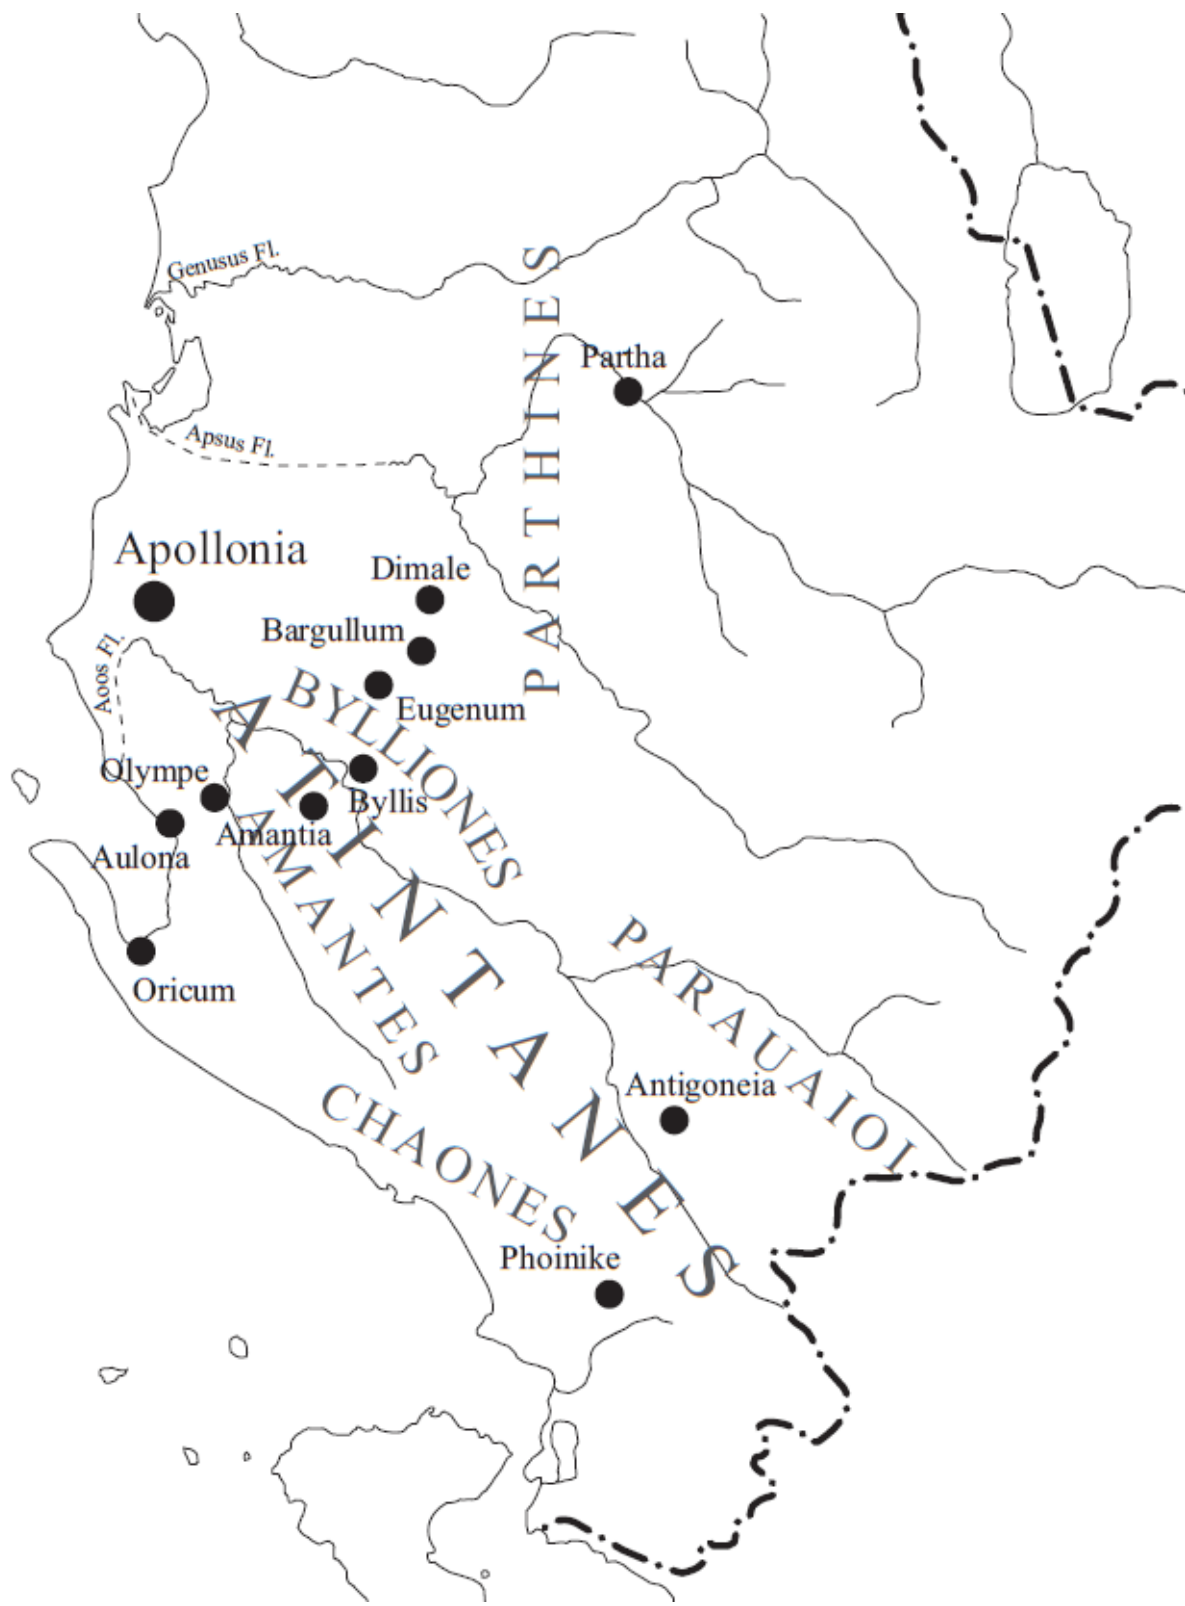 Genusus Fl.
PARTHINES
Partha
Apsus Fl.
Apollonia
Dimale
Bargullum
Aoos Fl.
Eugenum
BYLLIONES
ATINTANES
Olympe
Byllis
Amantia
Aulona
AMANTES
PARAUAIOI
Oricum
Antigoneia
CHAONES
Phoinike